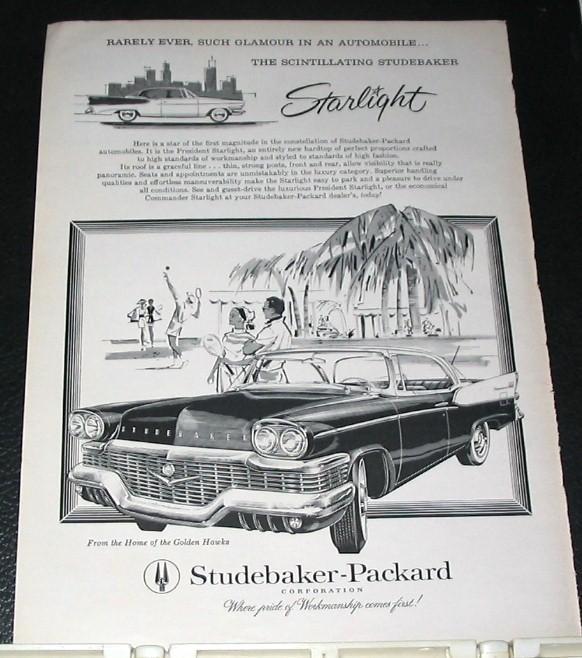 RARELY EVER, SUCH GLAMOUR IN AN AUTOMOBILE...
THE SCINTILLATING STUDEBAKER
Starlight
Here is a star of the first magnitude in the constellation of Studebaker-Packard
automobiles. It is the President Starlight, an entirely new hardtop of perfect proportions crafted
to high standards of workmanship and styled to standards of high fashion.
Its roof is a graceful line . . . thin, strong posts, front and rear, allow visibility that is really
panoramic. Seats and appointments are unmistakably in the luxury category. Superior handling
qualities and effortless maneuverability make the Starlight easy to park and a pleasure to drive under
all conditions. See and guest-drive the luxurious President Starlight, or the economical
Commander Starlight at your Studebaker-Packard dealer's, today!
STUDEBAKER
From the Home of the Golden Hawks
Studebaker-Packard
CORPORATION
Where pride of Workmanship comes first!